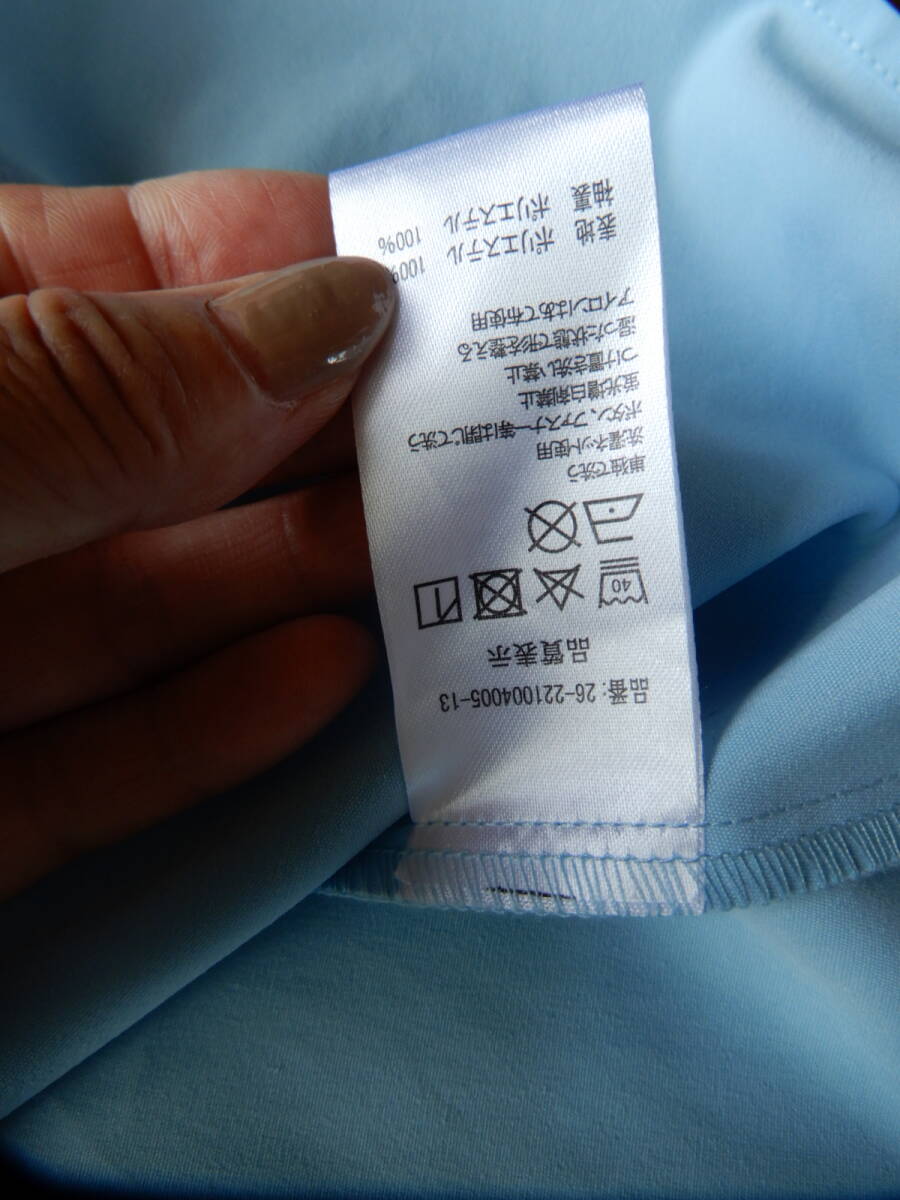 品番: 26-221004005-13
品質表示
40
単独で洗う
洗濯ネット使用
ボタン、ファスナー等は閉じて洗う
蛍光増白剤禁止
つけ置き洗い禁止
湿った状態で形を整える
アイロンはあて布使用
表地 ポリエステル 100%
袖裏 ポリエステル 100%